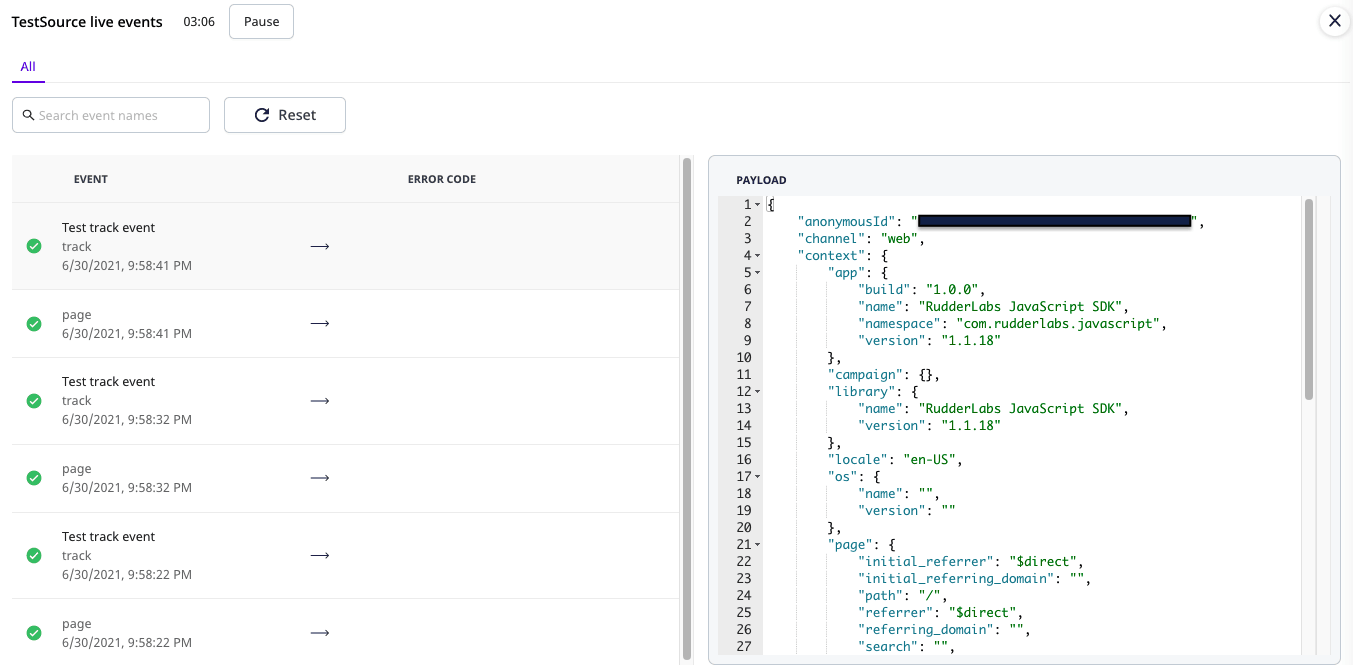 TestSource live events 03:06 Pause
All
Search event names Reset
EVENT ERROR CODE
Test track event
track
6/30/2021, 9:58:41 PM
page
6/30/2021, 9:58:41 PM
Test track event
track
6/30/2021, 9:58:32 PM
page
6/30/2021, 9:58:32 PM
Test track event
track
6/30/2021, 9:58:22 PM
page
6/30/2021, 9:58:22 PM
PAYLOAD
1 {
2 "anonymousId": "",
3 "channel": "web",
4 "context": {
5 "app": {
6 "build": "1.0.0",
7 "name": "RudderLabs JavaScript SDK",
8 "namespace": "com.rudderlabs.javascript",
9 "version": "1.1.18"
10 },
11 "campaign": {},
12 "library": {
13 "name": "RudderLabs JavaScript SDK",
14 "version": "1.1.18"
15 },
16 "locale": "en-US",
17 "os": {
18 "name": "",
19 "version": ""
20 },
21 "page": {
22 "initial_referrer": "$direct",
23 "initial_referring_domain": "",
24 "path": "/",
25 "referrer": "$direct",
26 "referring_domain": "",
27 "search": "",